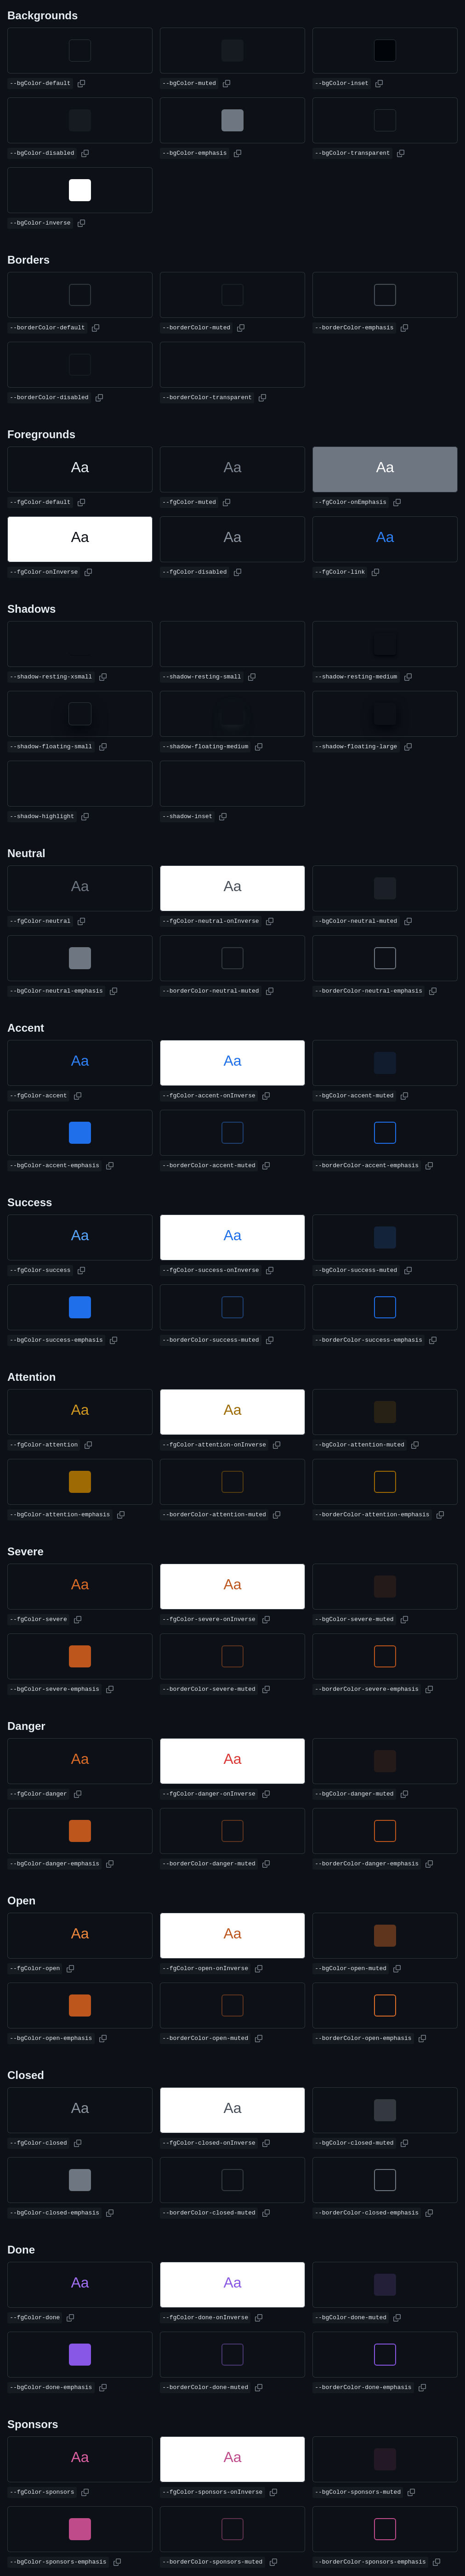 Backgrounds
--bgColor-default --bgColor-muted --bgColor-inset
--bgColor-disabled --bgColor-emphasis --bgColor-transparent
--bgColor-inverse
Borders
--borderColor-default --borderColor-muted --borderColor-emphasis
--borderColor-disabled --borderColor-transparent
Foregrounds
Aa Aa Aa
--fgColor-default --fgColor-muted --fgColor-onEmphasis
Aa Aa Aa
--fgColor-onInverse --fgColor-disabled --fgColor-link
Shadows
--shadow-resting-xsmall --shadow-resting-small --shadow-resting-medium
--shadow-floating-small --shadow-floating-medium --shadow-floating-large
--shadow-highlight --shadow-inset
Neutral
Aa Aa
--fgColor-neutral --fgColor-neutral-onInverse --bgColor-neutral-muted
--bgColor-neutral-emphasis --borderColor-neutral-muted --borderColor-neutral-emphasis
Accent
Aa Aa
--fgColor-accent --fgColor-accent-onInverse --bgColor-accent-muted
--bgColor-accent-emphasis --borderColor-accent-muted --borderColor-accent-emphasis
Success
Aa Aa
--fgColor-success --fgColor-success-onInverse --bgColor-success-muted
--bgColor-success-emphasis --borderColor-success-muted --borderColor-success-emphasis
Attention
Aa Aa
--fgColor-attention --fgColor-attention-onInverse --bgColor-attention-muted
--bgColor-attention-emphasis --borderColor-attention-muted --borderColor-attention-emphasis
Severe
Aa Aa
--fgColor-severe --fgColor-severe-onInverse --bgColor-severe-muted
--bgColor-severe-emphasis --borderColor-severe-muted --borderColor-severe-emphasis
Danger
Aa Aa
--fgColor-danger --fgColor-danger-onInverse --bgColor-danger-muted
--bgColor-danger-emphasis --borderColor-danger-muted --borderColor-danger-emphasis
Open
Aa Aa
--fgColor-open --fgColor-open-onInverse --bgColor-open-muted
--bgColor-open-emphasis --borderColor-open-muted --borderColor-open-emphasis
Closed
Aa Aa
--fgColor-closed --fgColor-closed-onInverse --bgColor-closed-muted
--bgColor-closed-emphasis --borderColor-closed-muted --borderColor-closed-emphasis
Done
Aa Aa
--fgColor-done --fgColor-done-onInverse --bgColor-done-muted
--bgColor-done-emphasis --borderColor-done-muted --borderColor-done-emphasis
Sponsors
Aa Aa
--fgColor-sponsors --fgColor-sponsors-onInverse --bgColor-sponsors-muted
--bgColor-sponsors-emphasis --borderColor-sponsors-muted --borderColor-sponsors-emphasis